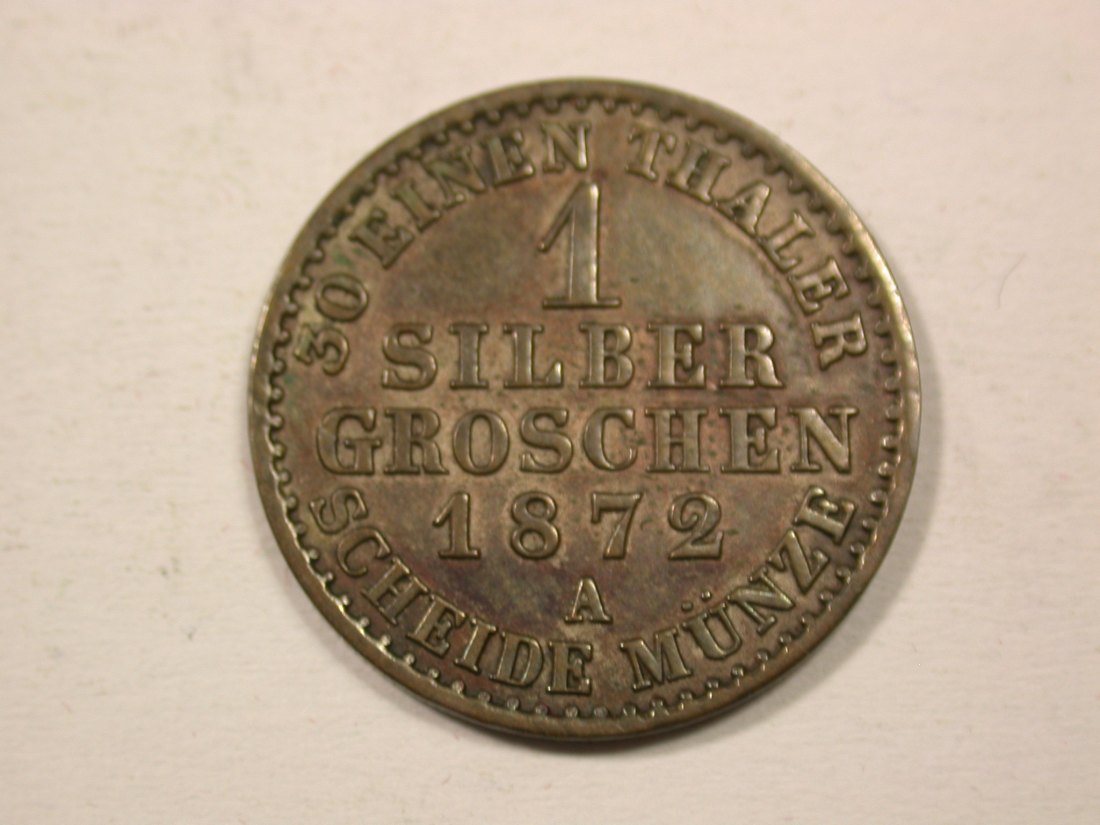 30 EINEN THALER
1
SILBER
GROSCHEN
1872
A
SCHEIDE MÜNZE